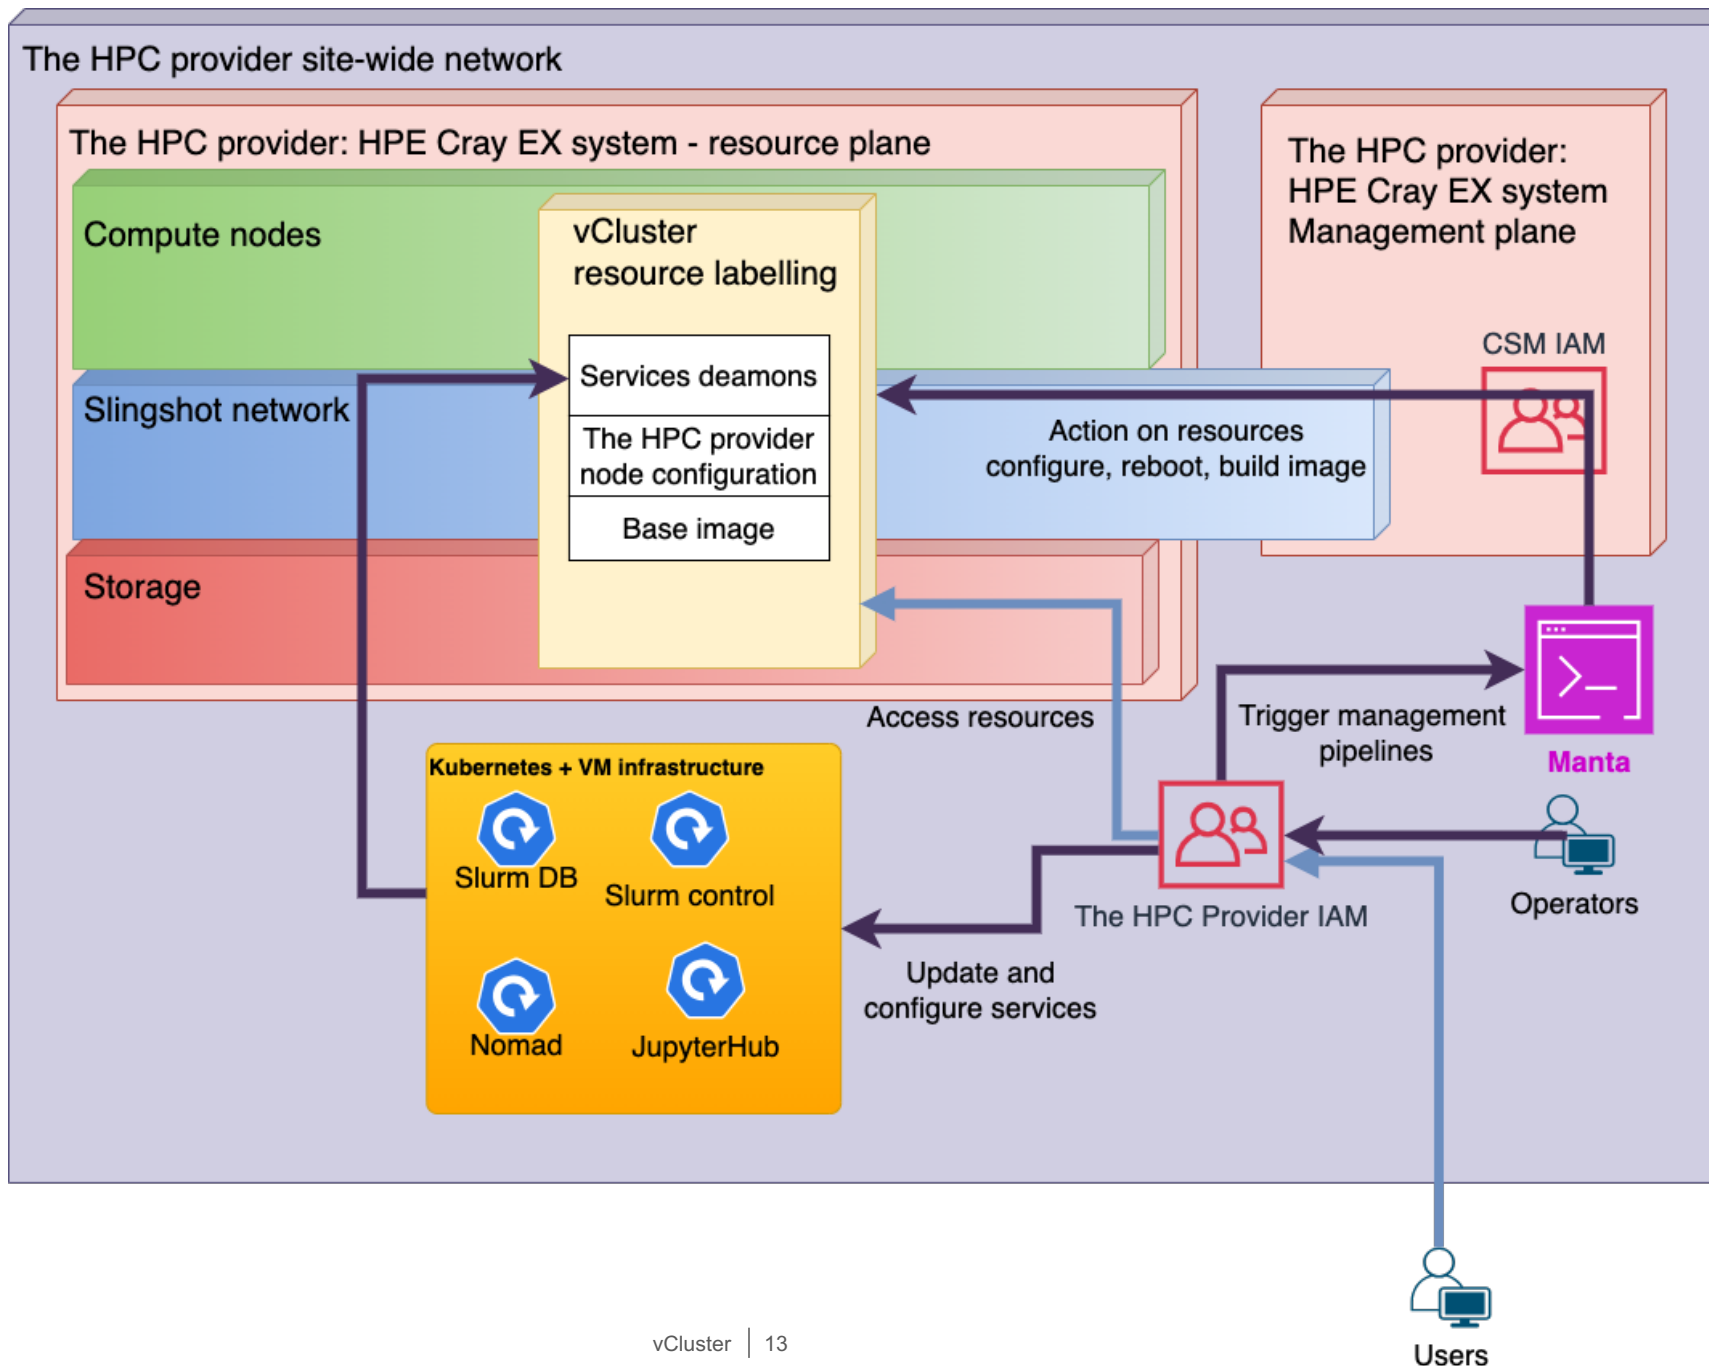 The HPC provider site-wide network
The HPC provider: HPE Cray EX system - resource plane
The HPC provider:
HPE Cray EX system
Management plane
Compute nodes
vCluster
resource labelling
CSM IAM
Services deamons
Slingshot network
The HPC provider
node configuration
Action on resources
configure, reboot, build image
Base image
Storage
Access resources
Trigger management
pipelines
Manta
Kubernetes + VM infrastructure
Slurm DB
Slurm control
The HPC Provider IAM
Operators
Update and
configure services
Nomad
JupyterHub
vCluster | 13
Users